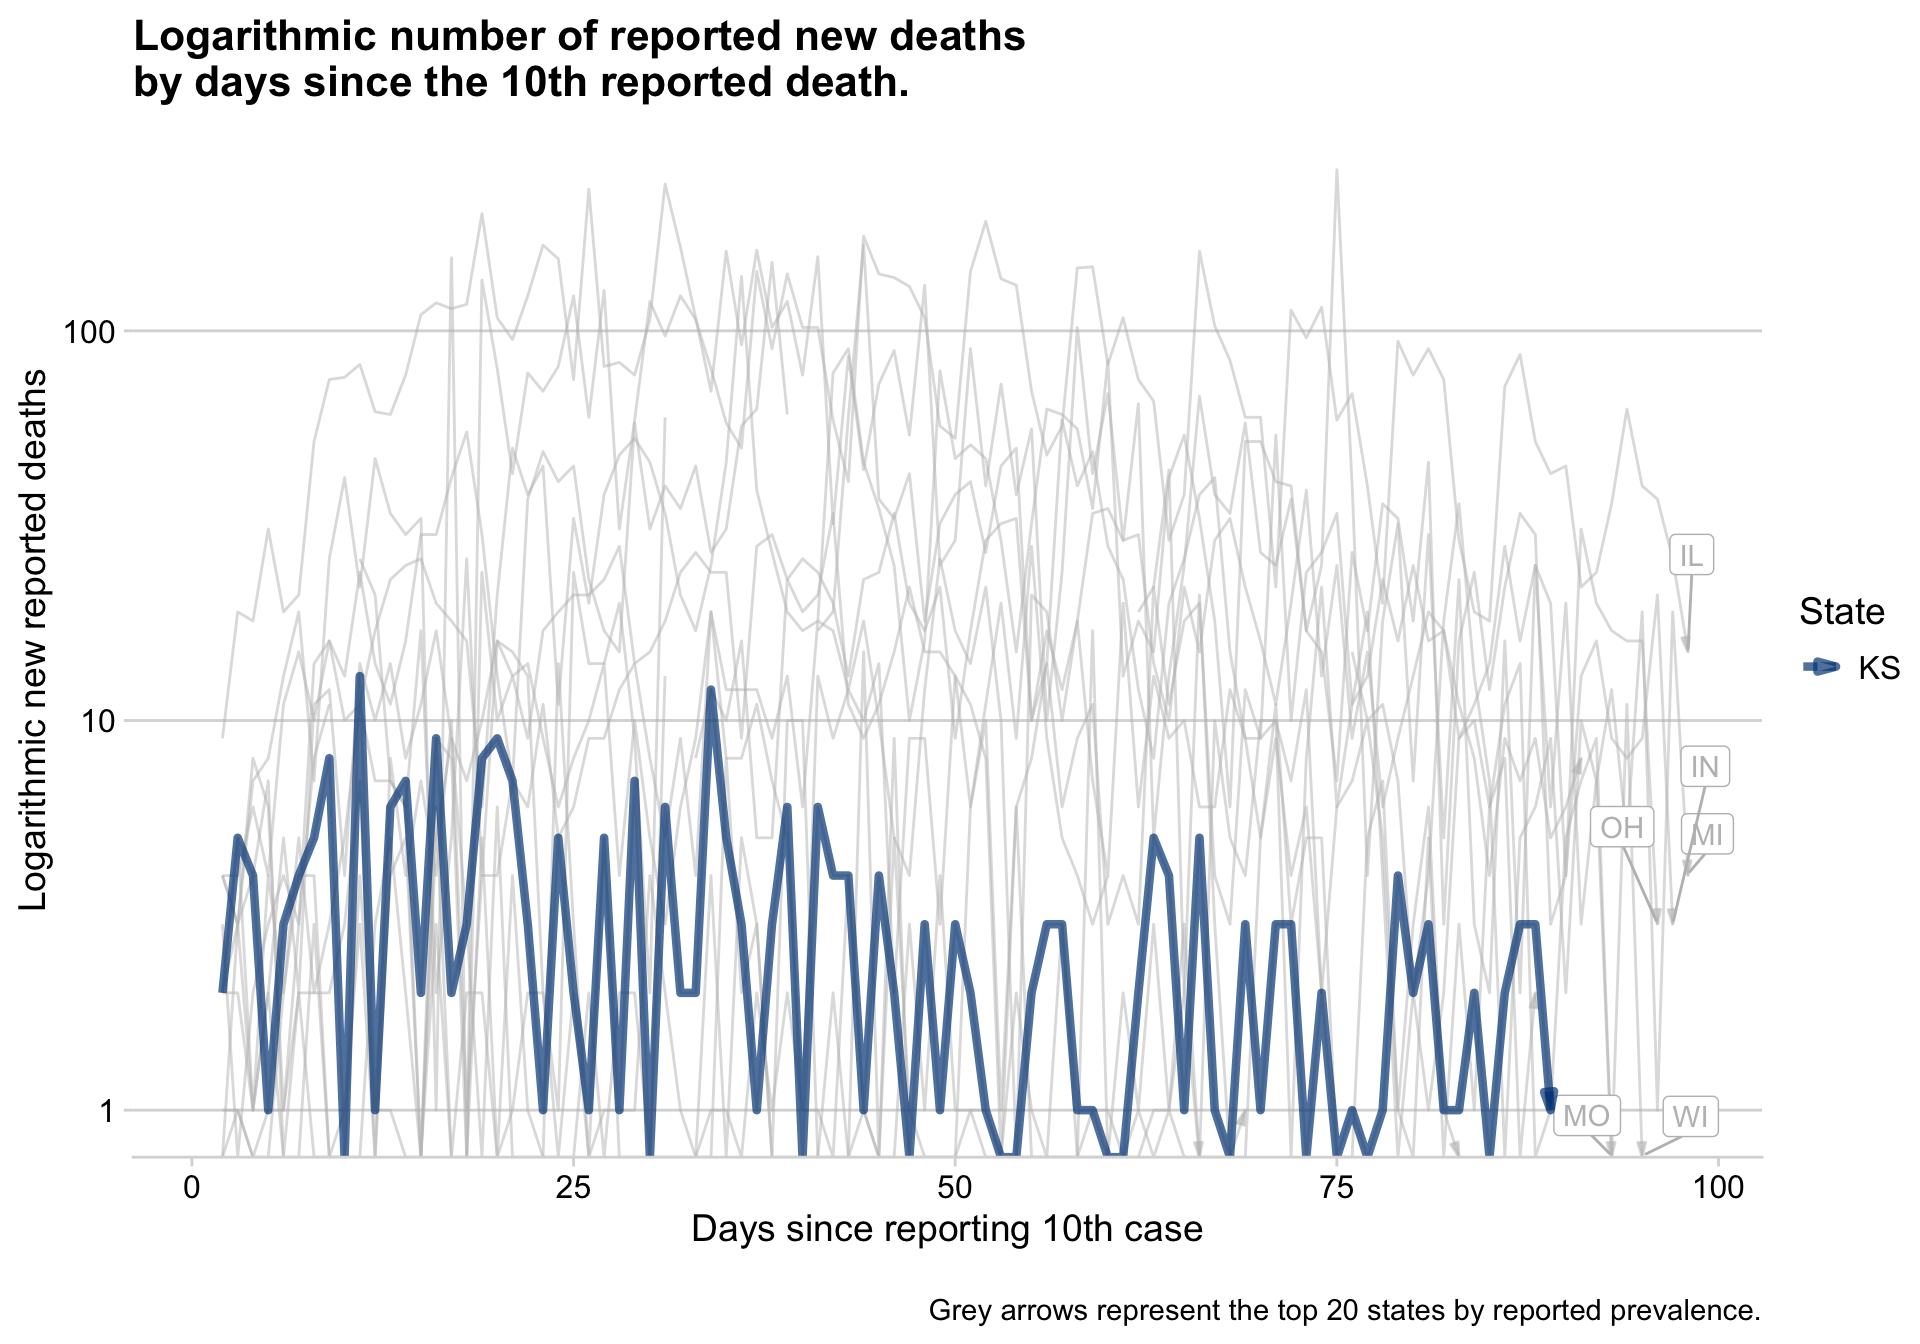 Logarithmic number of reported new deaths
by days since the 10th reported death.
Logarithmic new reported deaths
100
10
1
IL
IN
OH
MI
MO
WI
State
KS
0
25
50
75
100
Days since reporting 10th case
Grey arrows represent the top 20 states by reported prevalence.